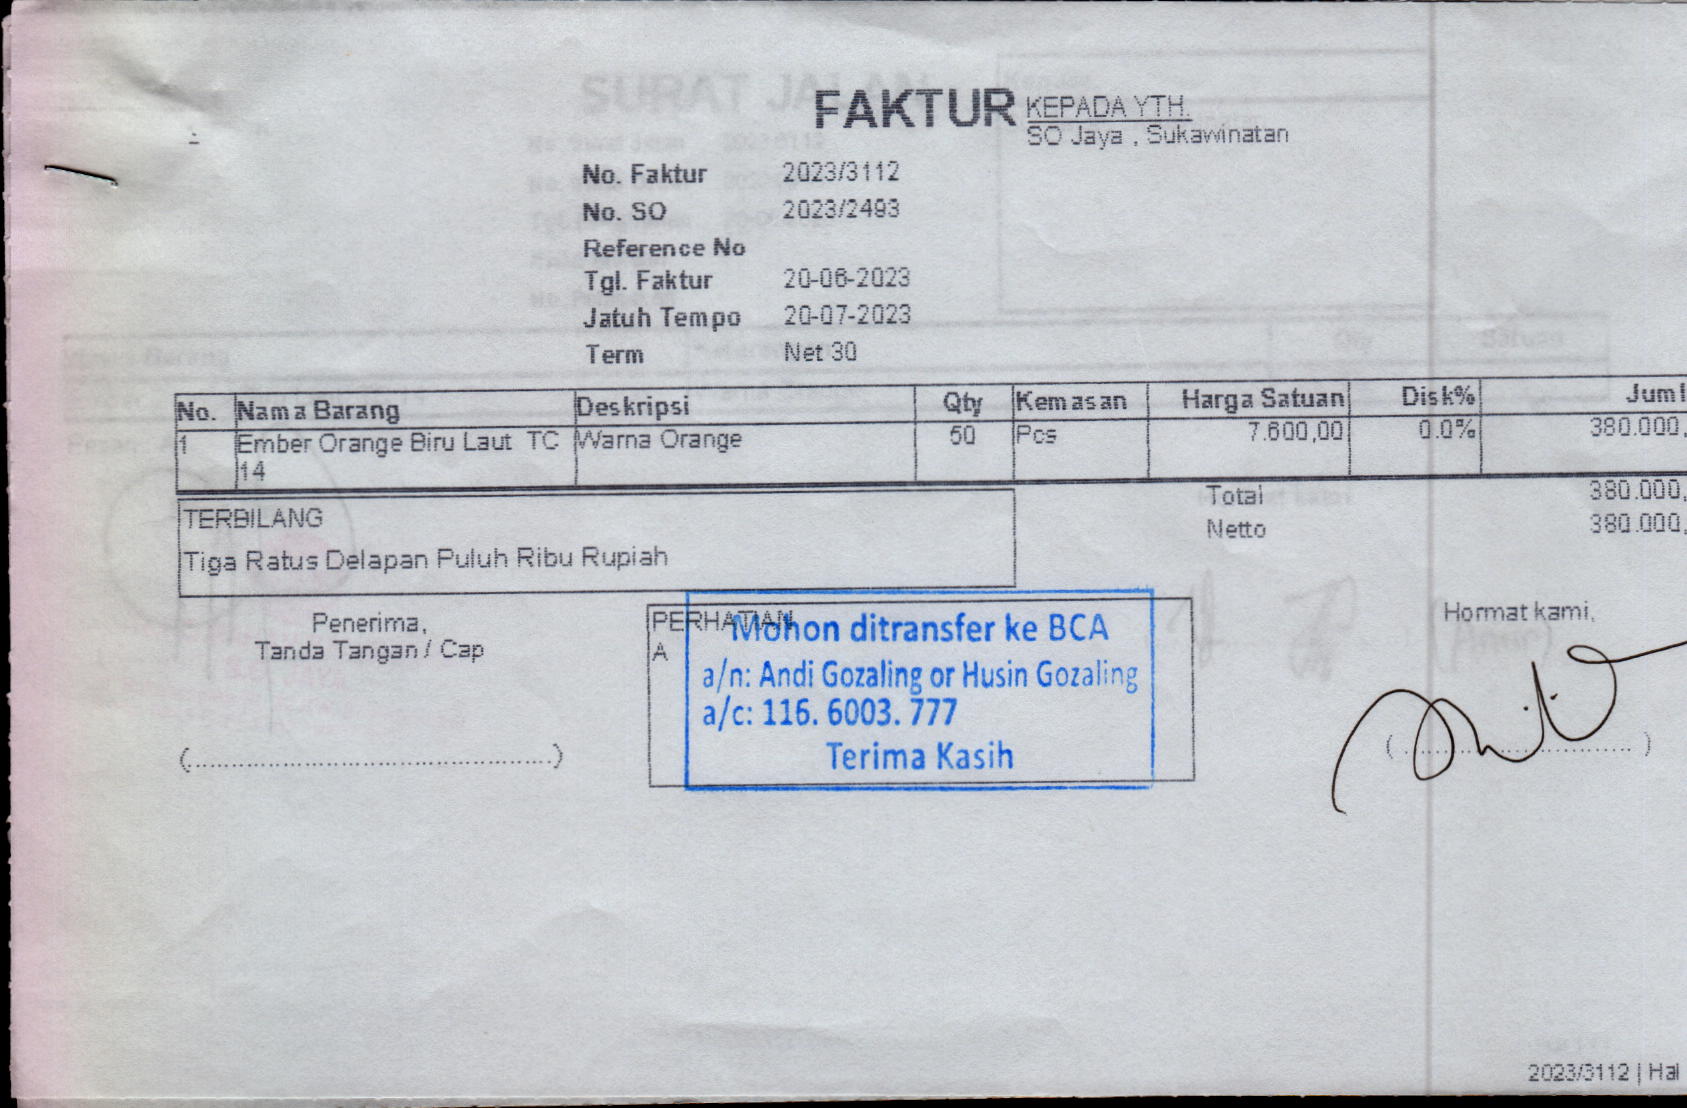 FAKTUR
KEPADA YTH.
SO Jaya , Sukawinatan
No. Faktur 2023/3112
No. SO 2023/2493
Reference No
Tgl. Faktur 20-06-2023
Jatuh Tempo 20-07-2023
Term Net 30
No. Nama Barang Deskripsi Qty Kemasan Harga Satuan Disk% Juml
1 Ember Orange Biru Laut TC Warna Orange 50 Pcs 7.600,00 0.0% 380.000,
14
Total 380.000,
Netto 380.000,
TERBILANG
Tiga Ratus Delapan Puluh Ribu Rupiah
Penerima,
Tanda Tangan / Cap
(..................................................)
PERHATIAN
A
Mohon ditransfer ke BCA
a/n: Andi Gozaling or Husin Gozaling
a/c: 116. 6003. 777
Terima Kasih
Hormat kami,
(..................................)
2023/3112 | Hal